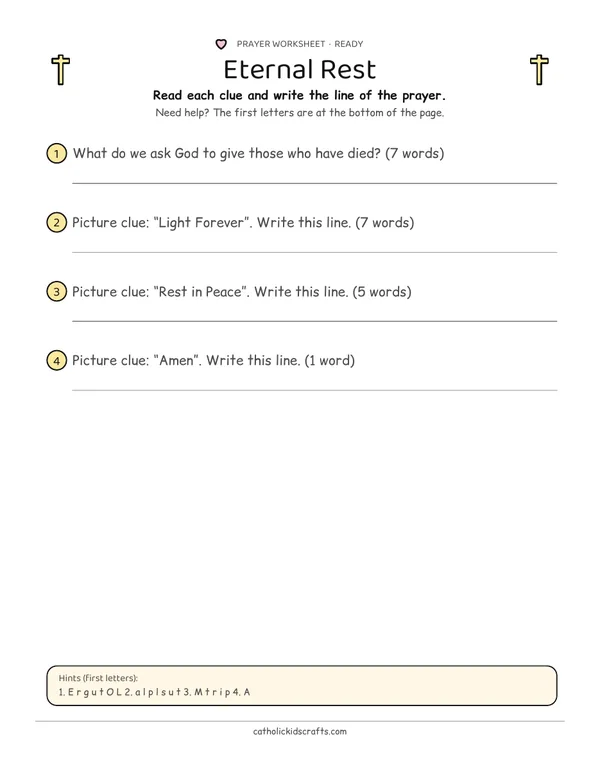 PRAYER WORKSHEET · READY
Eternal Rest
Read each clue and write the line of the prayer.
Need help? The first letters are at the bottom of the page.
1 What do we ask God to give those who have died? (7 words)
2 Picture clue: "Light Forever". Write this line. (7 words)
3 Picture clue: "Rest in Peace". Write this line. (5 words)
4 Picture clue: "Amen". Write this line. (1 word)
Hints (first letters):
1. E r g u t O L 2. a l p l s u t 3. M t r i p 4. A
catholickidscrafts.com